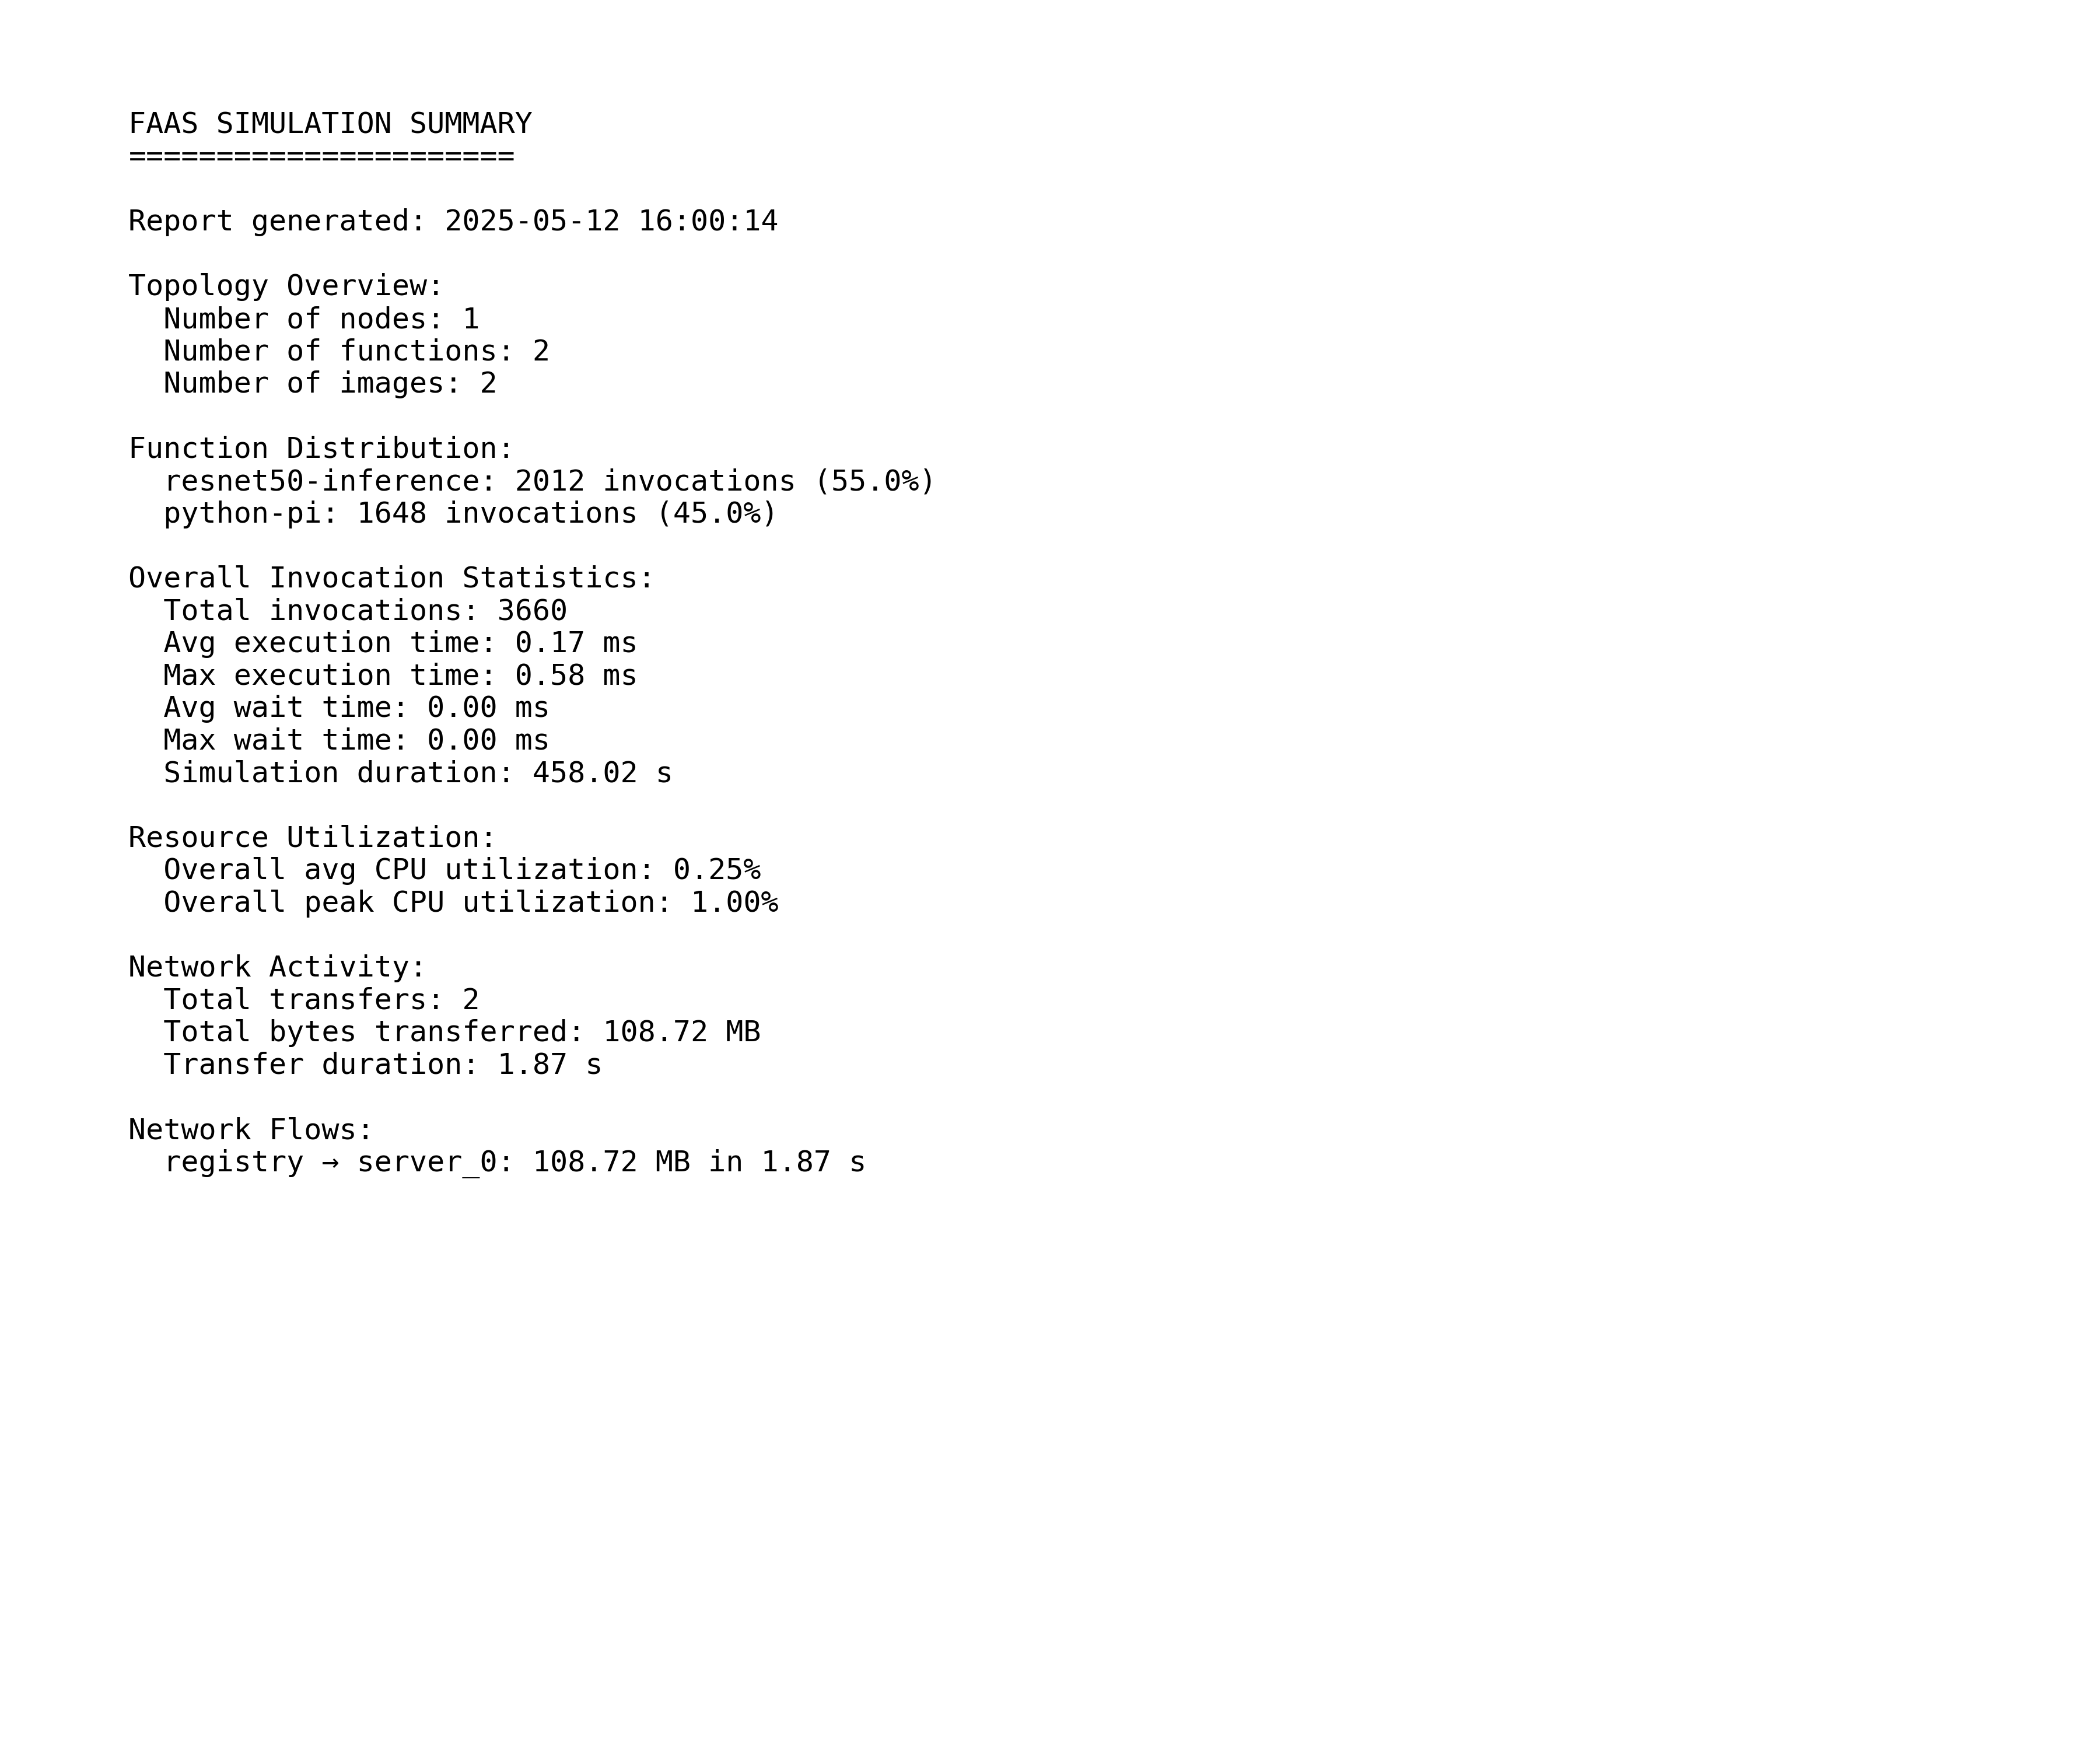 FAAS SIMULATION SUMMARY
======================
Report generated: 2025-05-12 16:00:14
Topology Overview:
  Number of nodes: 1
  Number of functions: 2
  Number of images: 2
Function Distribution:
  resnet50-inference: 2012 invocations (55.0%)
  python-pi: 1648 invocations (45.0%)
Overall Invocation Statistics:
  Total invocations: 3660
  Avg execution time: 0.17 ms
  Max execution time: 0.58 ms
  Avg wait time: 0.00 ms
  Max wait time: 0.00 ms
  Simulation duration: 458.02 s
Resource Utilization:
  Overall avg CPU utilization: 0.25%
  Overall peak CPU utilization: 1.00%
Network Activity:
  Total transfers: 2
  Total bytes transferred: 108.72 MB
  Transfer duration: 1.87 s
Network Flows:
  registry → server_0: 108.72 MB in 1.87 s